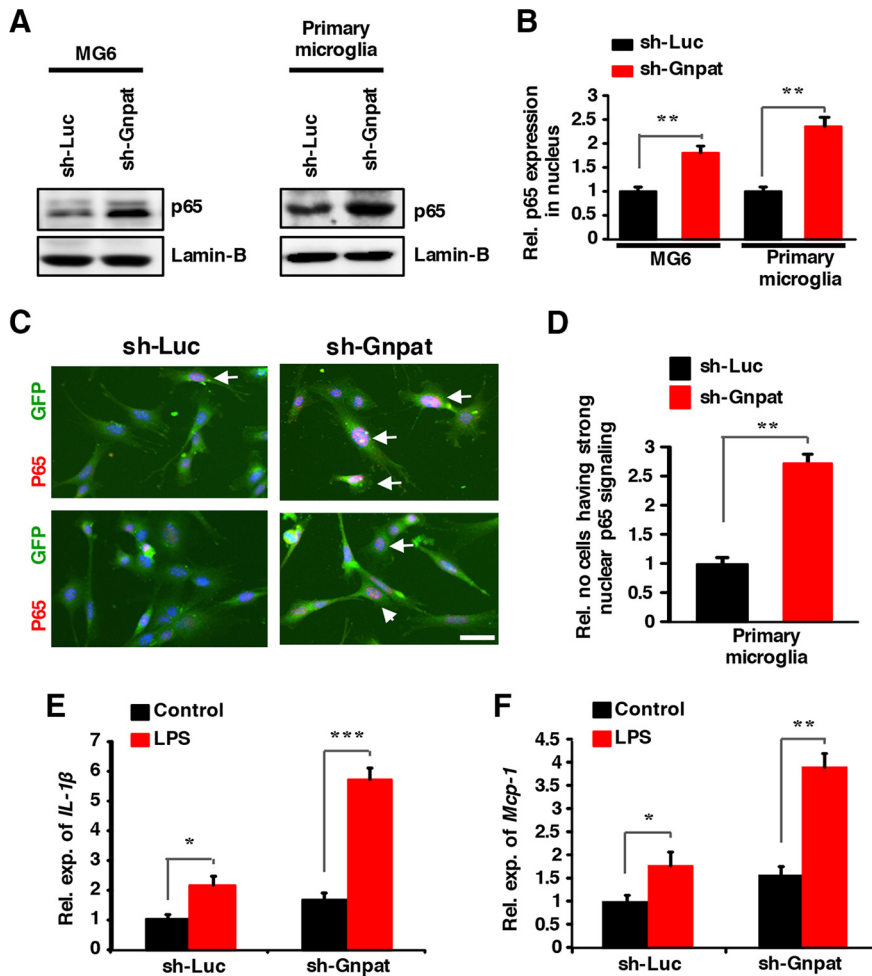 A
MG6
Primary
microglia
sh-Luc
sh-Gnpat
sh-Luc
sh-Gnpat
p65
Lamin-B
p65
Lamin-B
B
sh-Luc
sh-Gnpat
Rel. p65 expression
in nucleus
3
2.5
2
1.5
1
0.5
0
**
**
MG6
Primary
microglia
C
sh-Luc
sh-Gnpat
P65 GFP
P65 GFP
D
sh-Luc
sh-Gnpat
Rel. no cells having strong
nuclear p65 signaling
3
2.5
2
1.5
1
0.5
0
**
Primary
microglia
E
Control
LPS
Rel. exp. of IL-1β
7
6
5
4
3
2
1
0
*
***
sh-Luc
sh-Gnpat
F
Control
LPS
Rel. exp. of Mcp-1
4.5
4
3.5
3
2.5
2
1.5
1
0.5
0
*
**
sh-Luc
sh-Gnpat